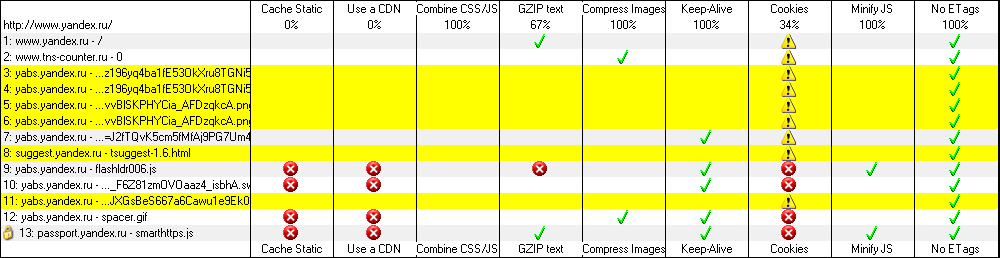 Cache Static Use a CDN Combine CSS/JS GZIP text Compress Images Keep-Alive Cookies Minify JS No ETags
http://www.yandex.ru/ 0% 0% 100% 67% 100% 100% 34% 100% 100%
1: www.yandex.ru - /
2: www.tns-counter.ru - 0
3: yabs.yandex.ru - ...z196yq4ba1fE53OkXru8TGNi5
4: yabs.yandex.ru - ...z196yq4ba1fE53OkXru8TGNi5
5: yabs.yandex.ru - ...vvBISKPHYCia_AFDzqkcA.png
6: yabs.yandex.ru - ...vvBISKPHYCia_AFDzqkcA.png
7: yabs.yandex.ru - ...=J2fTQvK5cm5fMfAj9PG7Um4
8: suggest.yandex.ru - tsuggest-1.6.html
9: yabs.yandex.ru - flashldr006.js
10: yabs.yandex.ru - ..._F6Z81zmOVOaaz4_isbhA.sw
11: yabs.yandex.ru - ...JXGsBeS667a6Cawu1e9Ek0
12: yabs.yandex.ru - spacer.gif
13: passport.yandex.ru - smarthttps.js
Cache Static Use a CDN Combine CSS/JS GZIP text Compress Images Keep-Alive Cookies Minify JS No ETags